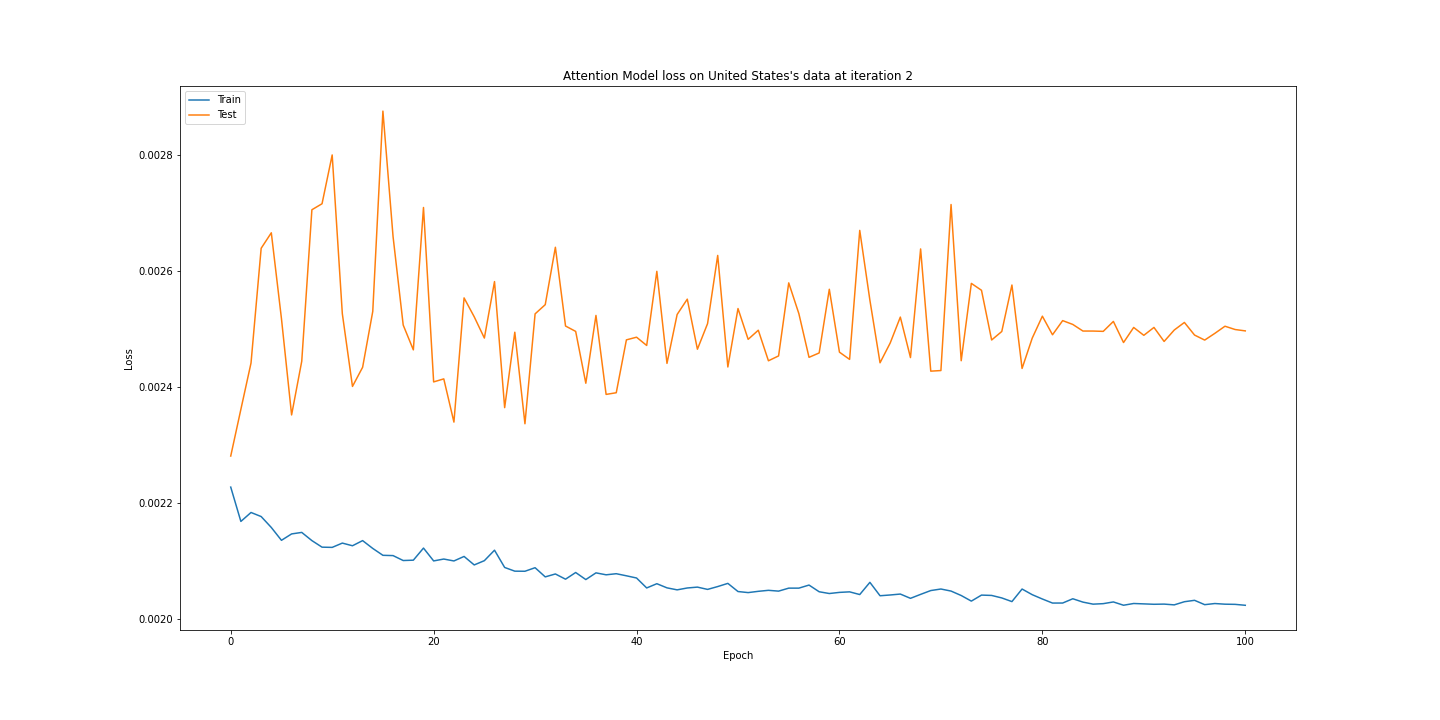 Attention Model loss on United States's data at iteration 2
Train
Test
0.0028
0.0026
0.0024
0.0022
0.0020
Loss
0 20 40 60 80 100
Epoch